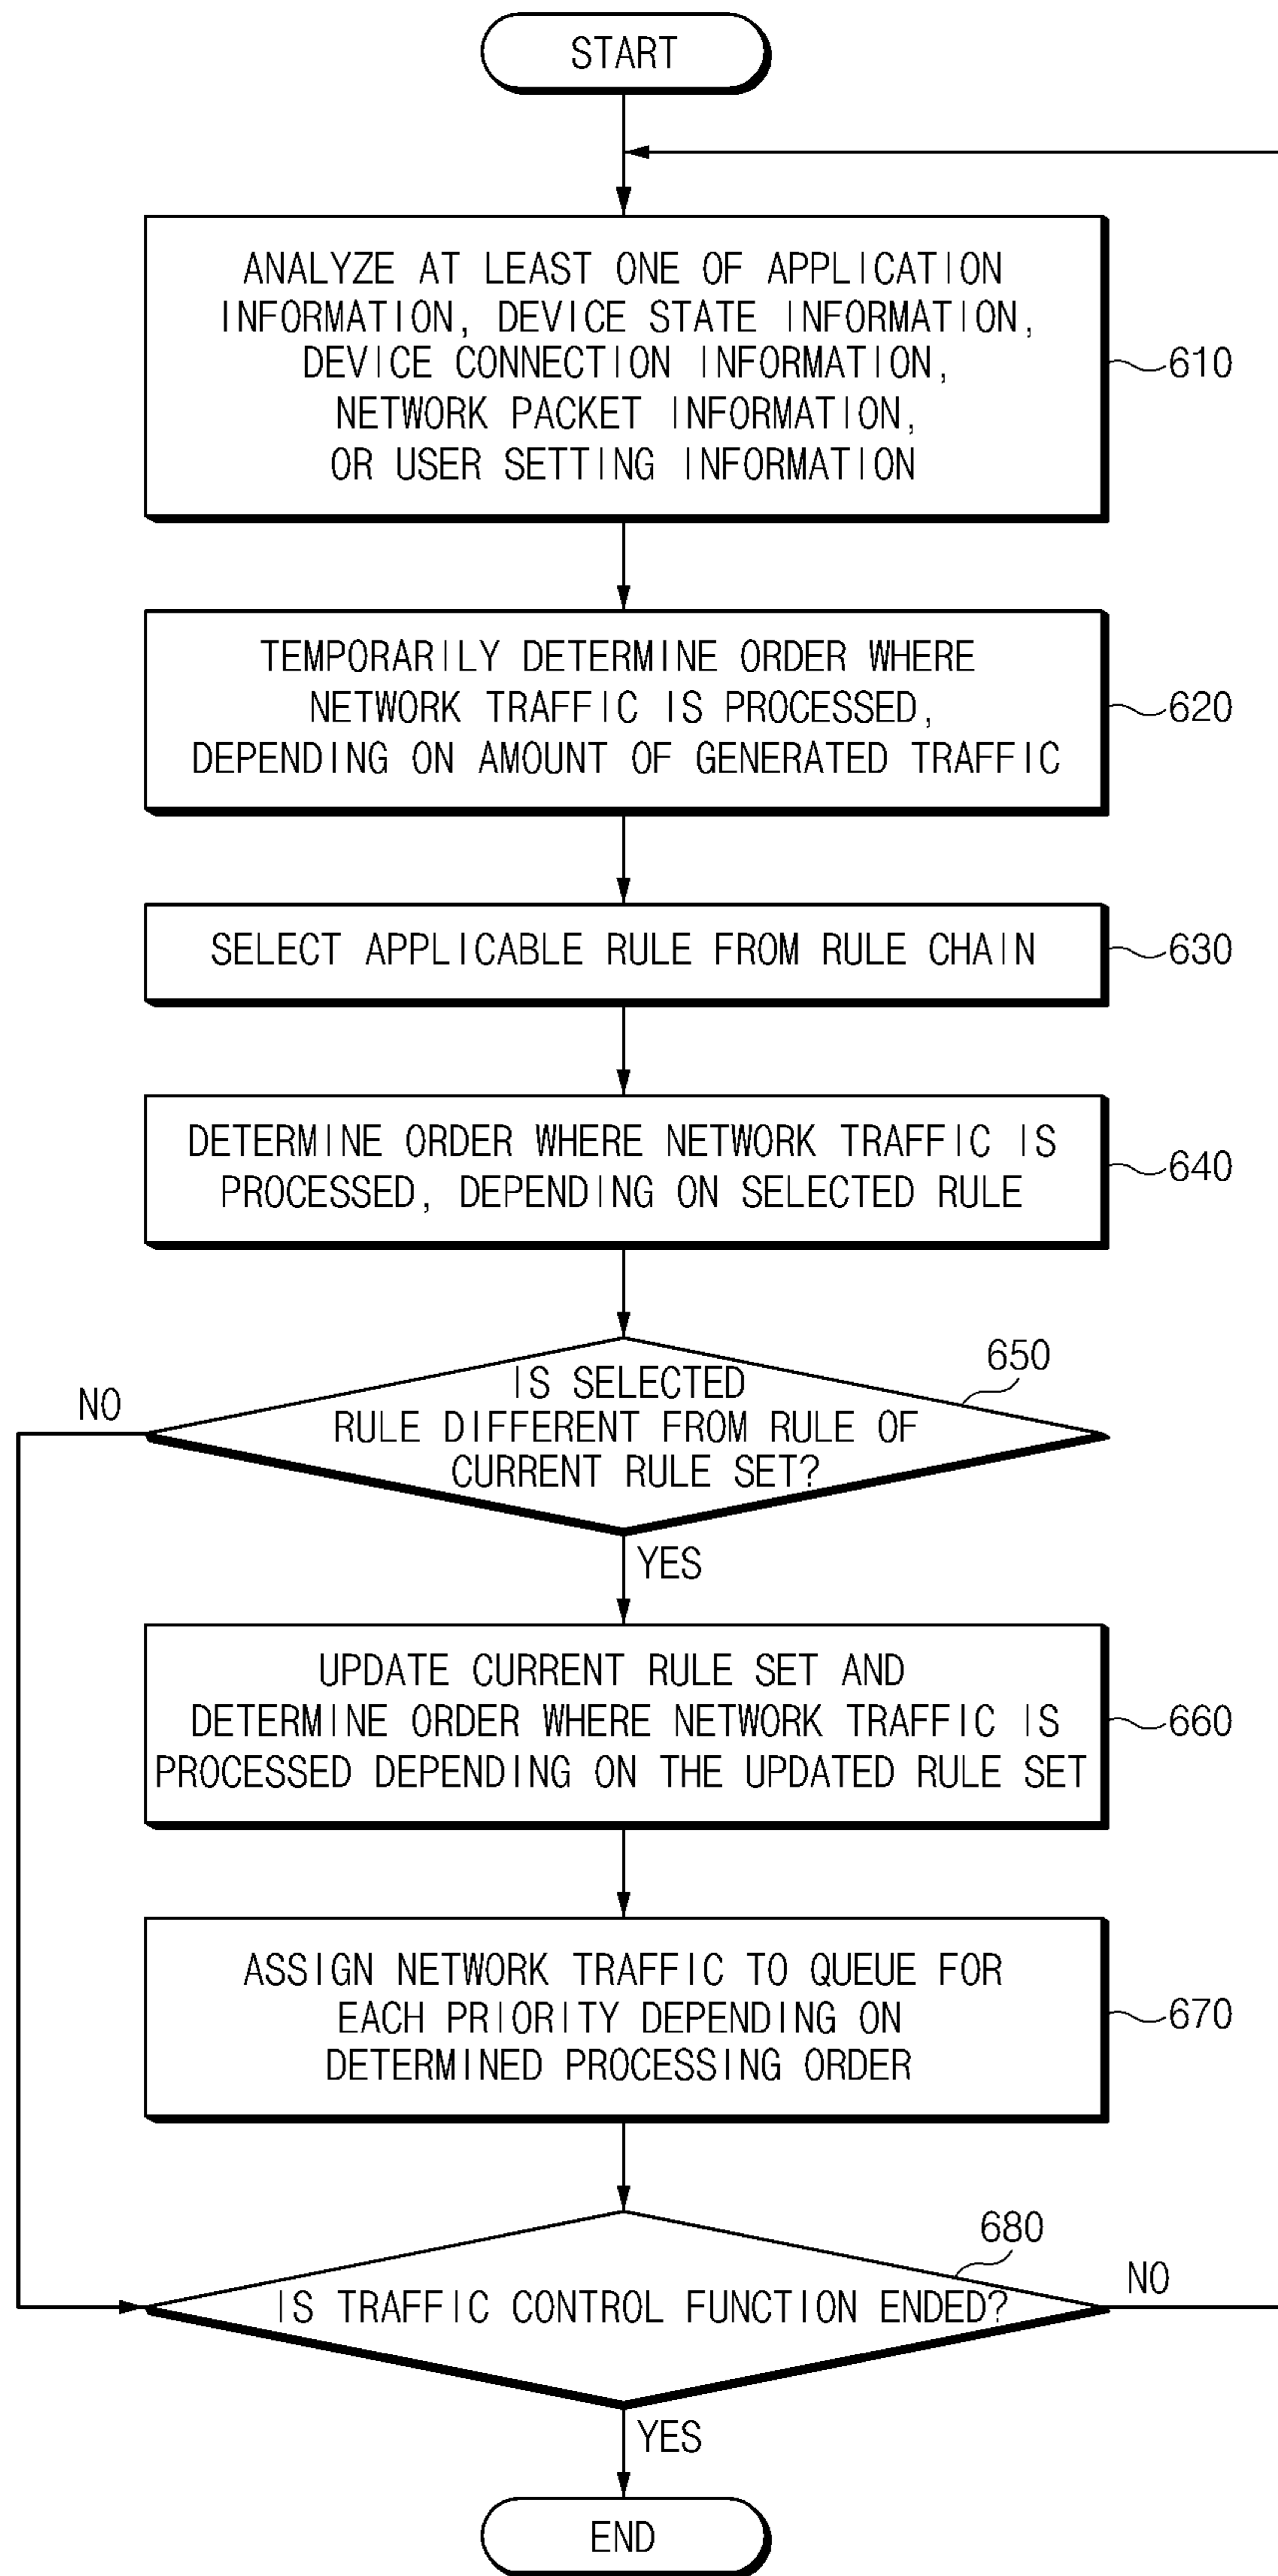 START
ANALYZE AT LEAST ONE OF APPLICATION
INFORMATION, DEVICE STATE INFORMATION,
DEVICE CONNECTION INFORMATION,
NETWORK PACKET INFORMATION,
OR USER SETTING INFORMATION
610
TEMPORARILY DETERMINE ORDER WHERE
NETWORK TRAFFIC IS PROCESSED,
DEPENDING ON AMOUNT OF GENERATED TRAFFIC
620
SELECT APPLICABLE RULE FROM RULE CHAIN
630
DETERMINE ORDER WHERE NETWORK TRAFFIC IS
PROCESSED, DEPENDING ON SELECTED RULE
640
650
NO
IS SELECTED
RULE DIFFERENT FROM RULE OF
CURRENT RULE SET?
YES
UPDATE CURRENT RULE SET AND
DETERMINE ORDER WHERE NETWORK TRAFFIC IS
PROCESSED DEPENDING ON THE UPDATED RULE SET
660
ASSIGN NETWORK TRAFFIC TO QUEUE FOR
EACH PRIORITY DEPENDING ON
DETERMINED PROCESSING ORDER
670
680
IS TRAFFIC CONTROL FUNCTION ENDED?
NO
YES
END